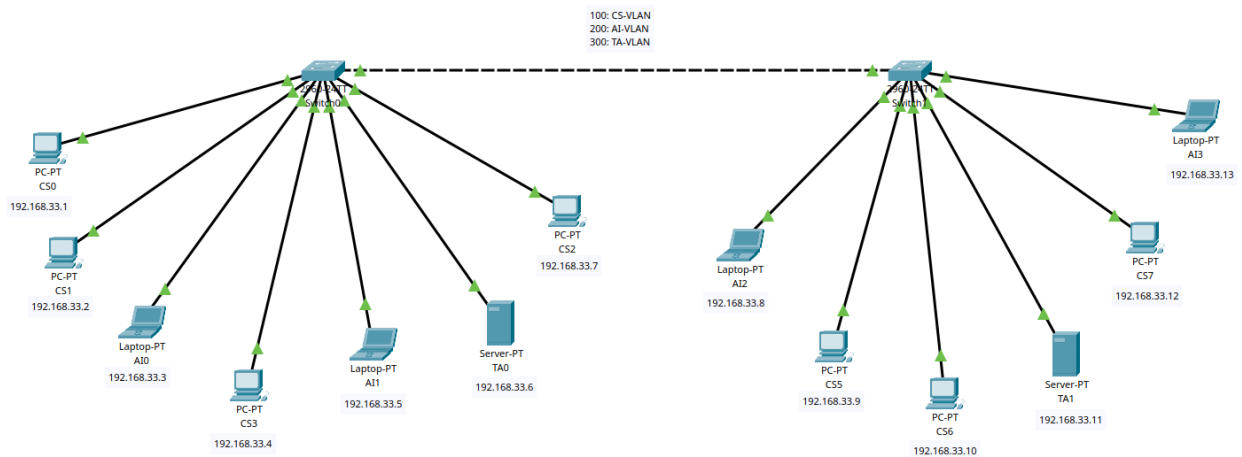 100: CS-VLAN
200: AI-VLAN
300: TA-VLAN
2960-24TT
Switch0
2960-24TT
PC-PT
CS0
192.168.33.1
PC-PT
CS1
192.168.33.2
Laptop-PT
AI0
192.168.33.3
PC-PT
CS3
192.168.33.4
Laptop-PT
AI1
192.168.33.5
Server-PT
TA0
192.168.33.6
PC-PT
CS2
192.168.33.7
Laptop-PT
AI2
192.168.33.8
PC-PT
CS5
192.168.33.9
PC-PT
CS6
192.168.33.10
Server-PT
TA1
192.168.33.11
PC-PT
CS7
192.168.33.12
Laptop-PT
AI3
192.168.33.13